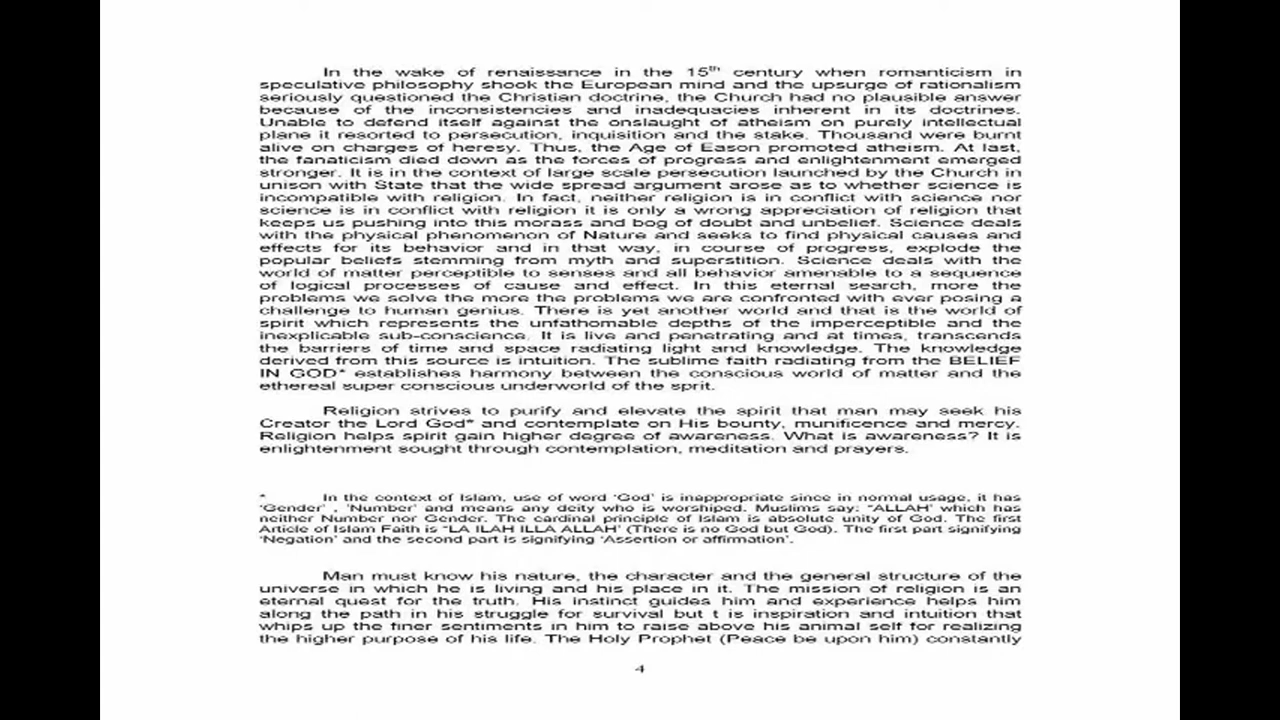 In the wake of renaissance in the 15th century when romanticism in
speculative philosophy shook the European mind and the upsurge of rationalism
seriously questioned the Christian doctrine, the Church had no plausible answer
because of the inconsistencies and inadequacies inherent in its doctrines.
Unable to defend itself against the onslaught of atheism on purely intellectual
plane it resorted to persecution, inquisition and the stake. Thousand were burnt
alive on charges of heresy. Thus, the Age of Eason promoted atheism. At last,
the fanaticism died down as the forces of progress and enlightenment emerged
stronger. It is in the context of large scale persecution launched by the Church in
unison with State that the wide spread argument arose as to whether science is
incompatible with religion. In fact, neither religion is in conflict with science nor
science is in conflict with religion it is only a wrong appreciation of religion that
keeps us pushing into this morass and bog of doubt and unbelief. Science deals
with the physical phenomenon of Nature and seeks to find physical causes and
effects for its behavior and in that way, in course of progress, explode the
popular beliefs stemming from myth and superstition. Science deals with the
world of matter perceptible to senses and all behavior amenable to a sequence
of logical processes of cause and effect. In this eternal search, more the
problems we solve the more the problems we are confronted with ever posing a
challenge to human genius. There is yet another world and that is the world of
spirit which represents the unfathomable depths of the imperceptible and the
inexplicable sub-conscience. It is live and penetrating and at times, transcends
the barriers of time and space radiating light and knowledge. The knowledge
derived from this source is intuition. The sublime faith radiating from the BELIEF
IN GOD* establishes harmony between the conscious world of matter and the
ethereal super conscious underworld of the sprit.
Religion strives to purify and elevate the spirit that man may seek his
Creator the Lord God* and contemplate on His bounty, munificence and mercy.
Religion helps spirit gain higher degree of awareness. What is awareness? It is
enlightenment sought through contemplation, meditation and prayers.
* In the context of Islam, use of word 'God' is inappropriate since in normal usage, it has
'Gender' , 'Number' and means any deity who is worshiped. Muslims say: "ALLAH' which has
neither Number nor Gender. The cardinal principle of Islam is absolute unity of God. The first
Article of Islam Faith is "LA ILAH ILLA ALLAH' (There is no God but God). The first part signifying
'Negation' and the second part is signifying 'Assertion or affirmation'.
Man must know his nature, the character and the general structure of the
universe in which he is living and his place in it. The mission of religion is an
eternal quest for the truth. His instinct guides him and experience helps him
along the path in his struggle for survival but t is inspiration and intuition that
whips up the finer sentiments in him to raise above his animal self for realizing
the higher purpose of his life. The Holy Prophet (Peace be upon him) constantly
4